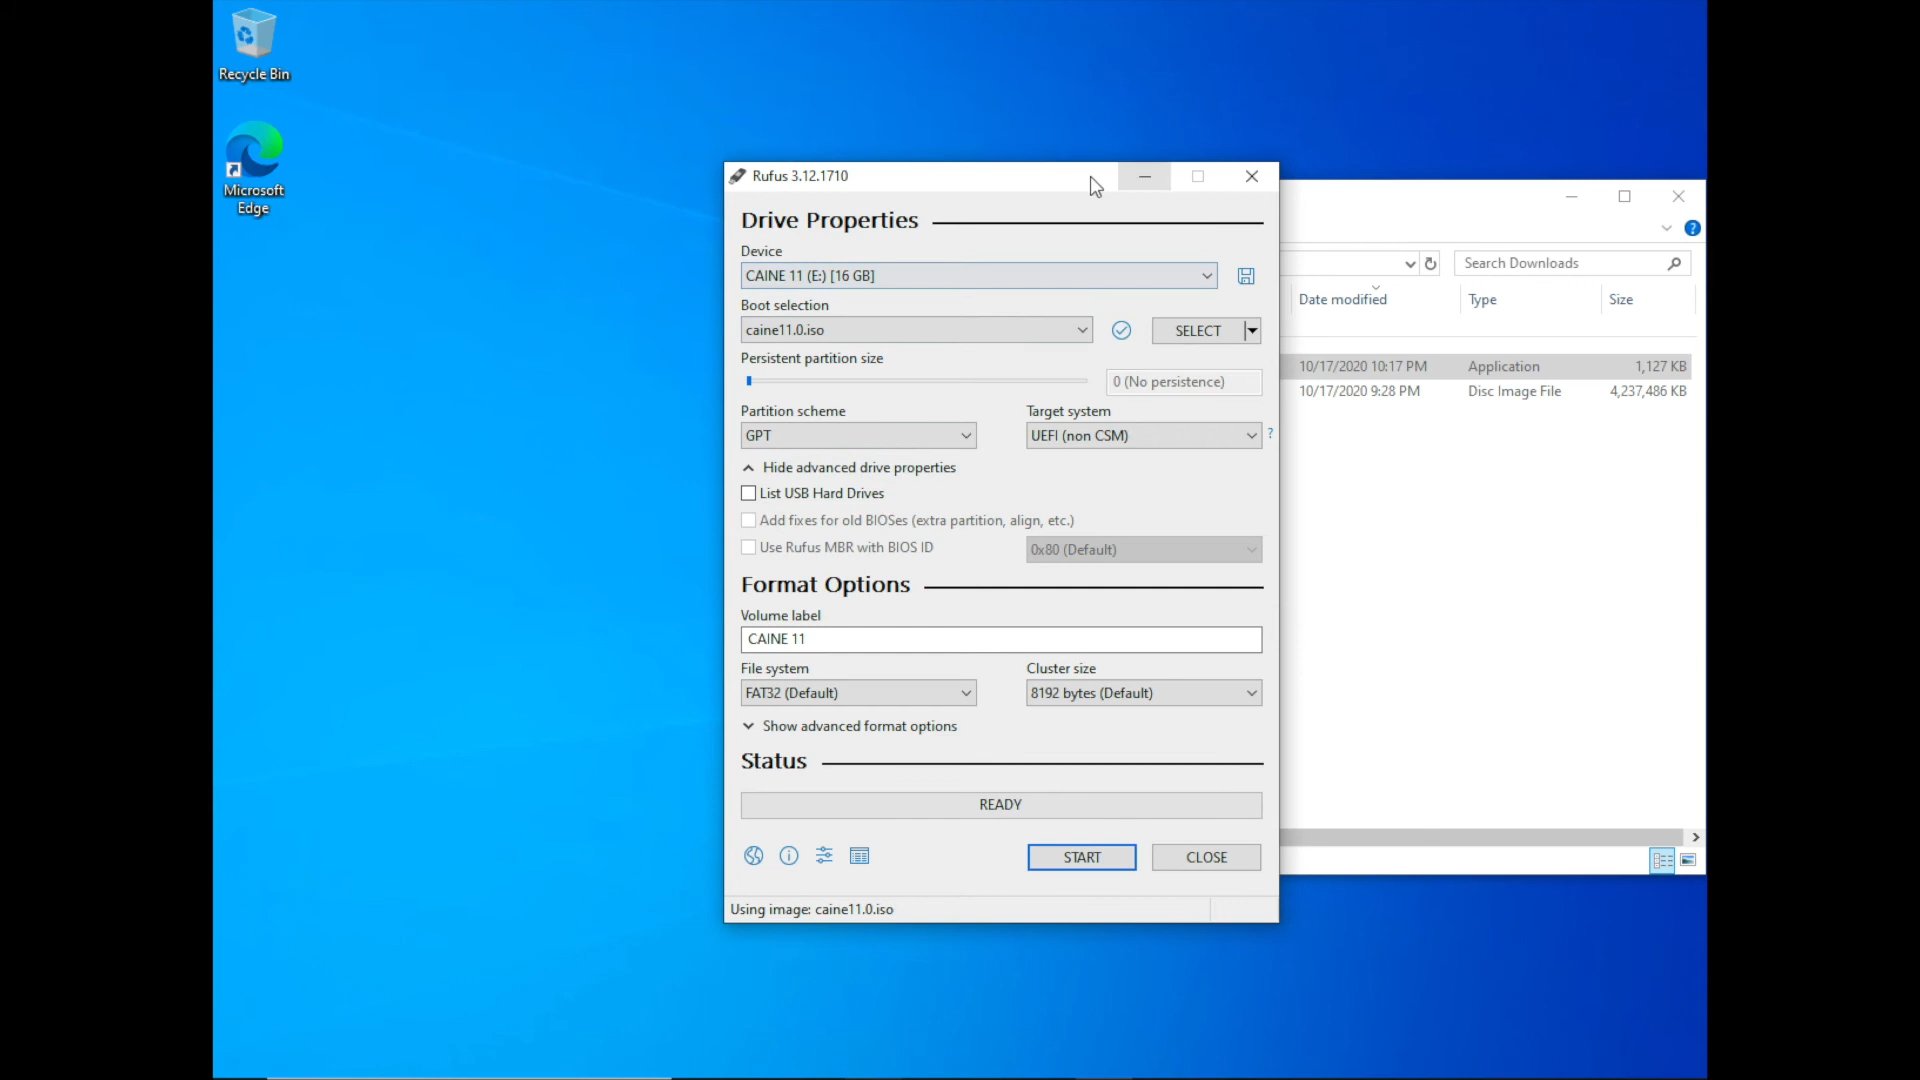 Recycle Bin
Microsoft
Edge
Rufus 3.12.1710
Drive Properties
Device
CAINE 11 (E:) [16 GB]
Boot selection
caine11.0.iso
SELECT
Persistent partition size
0 (No persistence)
Partition scheme
Target system
GPT
UEFI (non CSM)
?
Hide advanced drive properties
List USB Hard Drives
Add fixes for old BIOSes (extra partition, align, etc.)
Use Rufus MBR with BIOS ID
0x80 (Default)
Format Options
Volume label
CAINE 11
File system
Cluster size
FAT32 (Default)
8192 bytes (Default)
Show advanced format options
Status
READY
START
CLOSE
Using image: caine11.0.iso
?
Search Downloads
Date modified
Type
Size
10/17/2020 10:17 PM
Application
1,127 KB
10/17/2020 9:28 PM
Disc Image File
4,237,486 KB